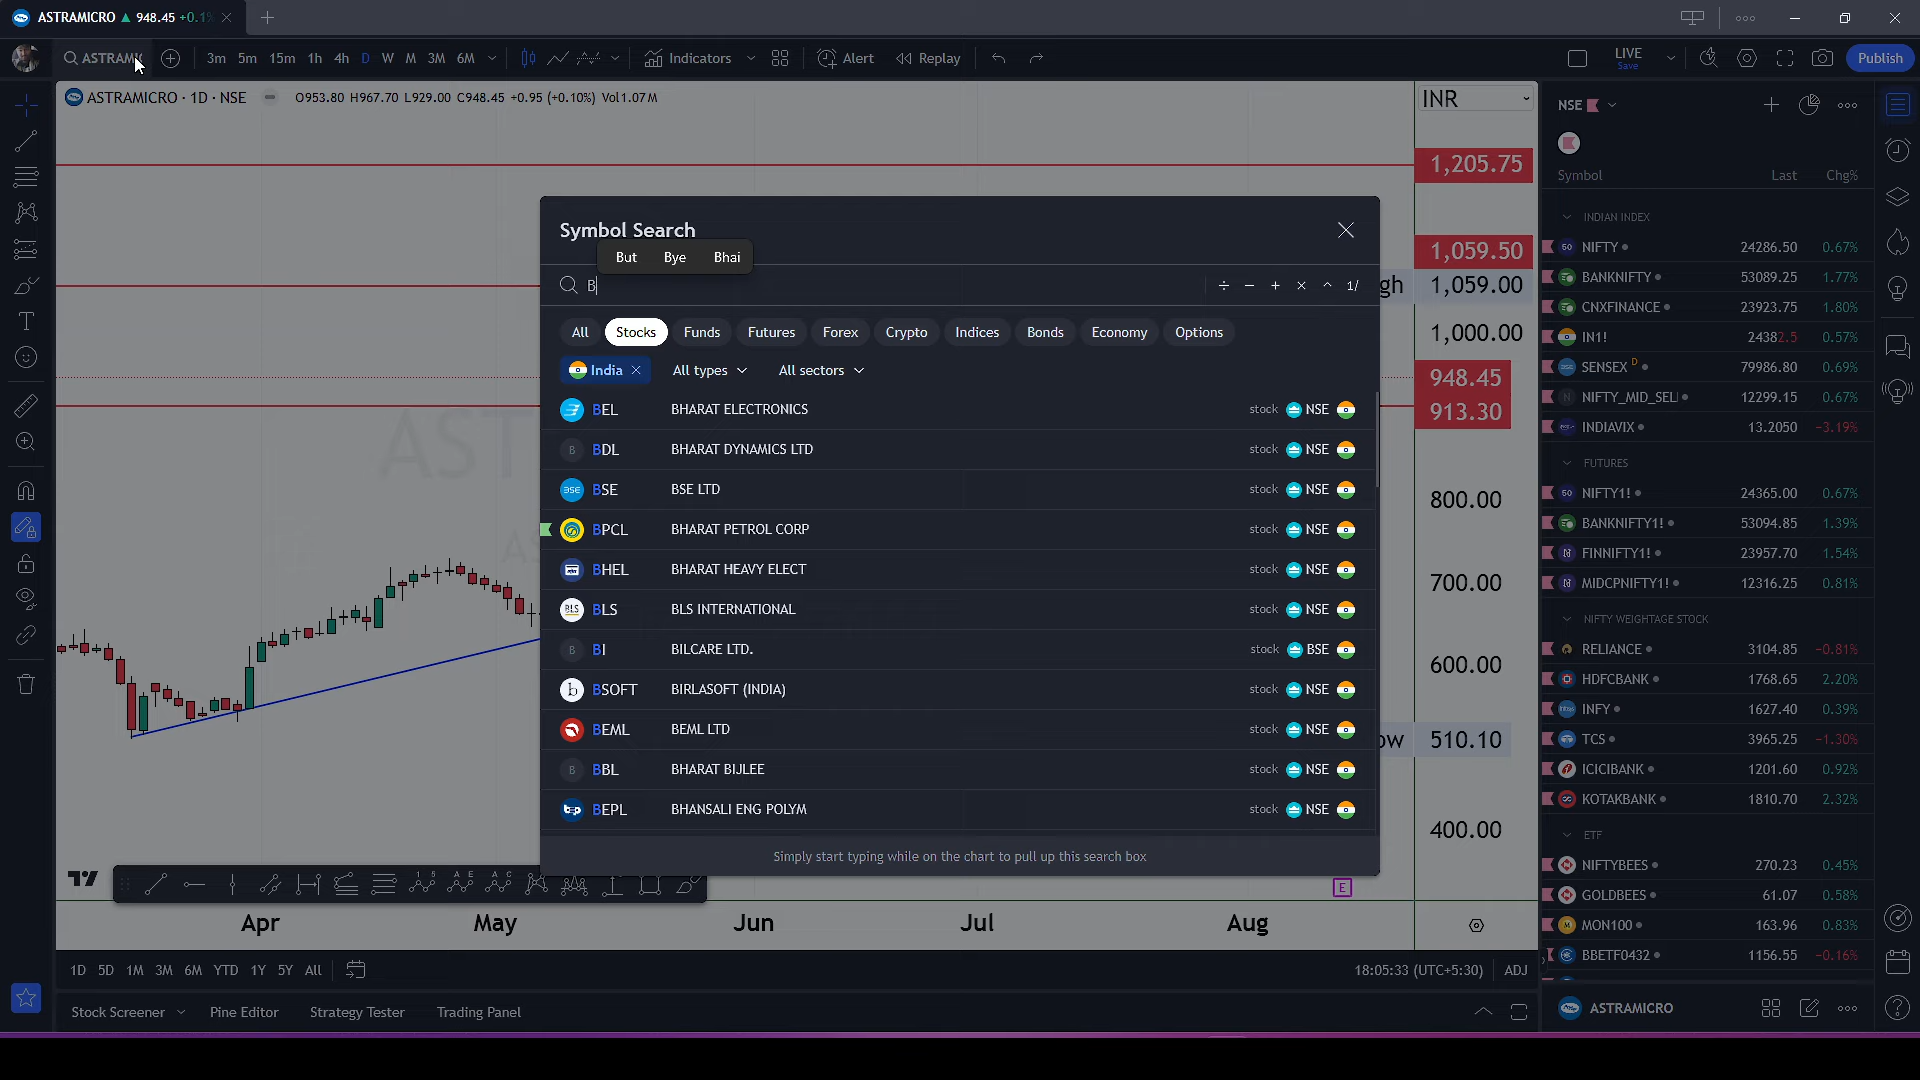 ASTRAMICRO ▲ 948.45 +0.1
ASTRAM 3m 5m 15m 1h 4h D W M 3M 6M Indicators Alert Replay LIVE Save Publish
ASTRAMICRO · 1D · NSE O953.80 H967.70 L929.00 C948.45 +0.95 (+0.10%) Vol1.07M
INR
1,205.75
1,059.50
gh 1,059.00
1,000.00
948.45
913.30
800.00
700.00
600.00
ow 510.10
400.00
AST
Symbol Search
But Bye Bhai
B
÷ − + × ^ 1/
All Stocks Funds Futures Forex Crypto Indices Bonds Economy Options
India × All types All sectors
BEL BHARAT ELECTRONICS stock NSE
B BDL BHARAT DYNAMICS LTD stock NSE
BSE BSE BSE LTD stock NSE
BPCL BHARAT PETROL CORP stock NSE
BHEL BHARAT HEAVY ELECT stock NSE
BLS BLS BLS INTERNATIONAL stock NSE
B BI BILCARE LTD. stock BSE
b BSOFT BIRLASOFT (INDIA) stock NSE
BEML BEML LTD stock NSE
B BBL BHARAT BIJLEE stock NSE
bep BEPL BHANSALI ENG POLYM stock NSE
Simply start typing while on the chart to pull up this search box
E
Apr May Jun Jul Aug
1D 5D 1M 3M 6M YTD 1Y 5Y All 18:05:33 (UTC+5:30) ADJ
Stock Screener Pine Editor Strategy Tester Trading Panel
NSE
Symbol Last Chg%
INDIAN INDEX
50 NIFTY 24286.50 0.67%
BANKNIFTY 53089.25 1.77%
CNXFINANCE 23923.75 1.80%
IN1! 24382.5 0.57%
SENSEX D 79986.80 0.69%
N NIFTY_MID_SEL 12299.15 0.67%
INDIAVIX 13.2050 −3.19%
FUTURES
50 NIFTY1! 24365.00 0.67%
BANKNIFTY1! 53094.85 1.39%
FINNIFTY1! 23957.70 1.54%
MIDCPNIFTY1! 12316.25 0.81%
NIFTY WEIGHTAGE STOCK
RELIANCE 3104.85 −0.81%
HDFCBANK 1768.65 2.20%
INFY 1627.40 0.39%
TCS 3965.25 −1.30%
ICICIBANK 1201.60 0.92%
KOTAKBANK 1810.70 2.32%
ETF
NIFTYBEES 270.23 0.45%
GOLDBEES 61.07 0.58%
MON100 163.96 0.83%
BBETF0432 1156.55 −0.16%
ASTRAMICRO